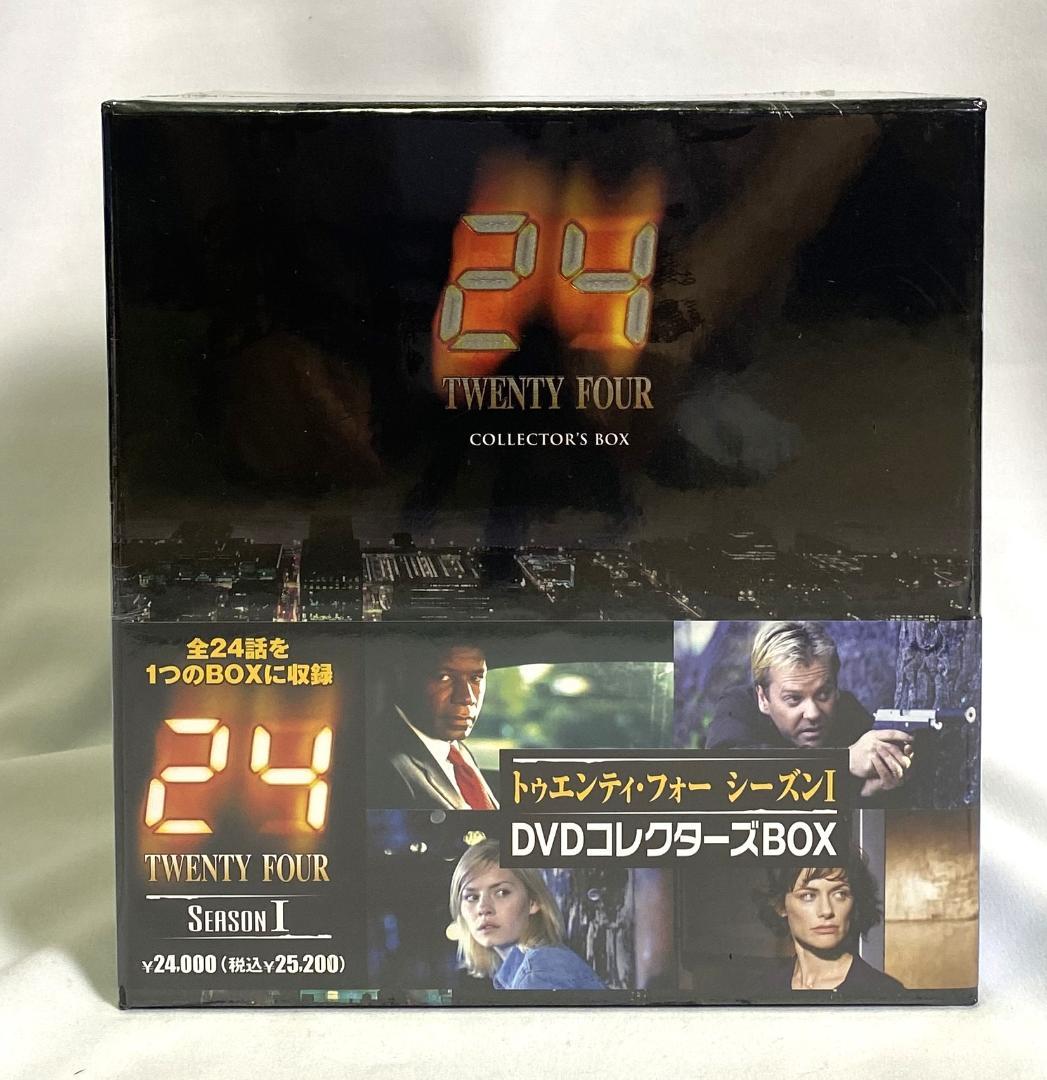 24
TWENTY FOUR
COLLECTOR'S BOX
全24話を
1つのBOXに収録
24
TWENTY FOUR
SEASON I
¥24,000(税込¥25,200)
トゥエンティ・フォー シーズンI
DVDコレクターズBOX